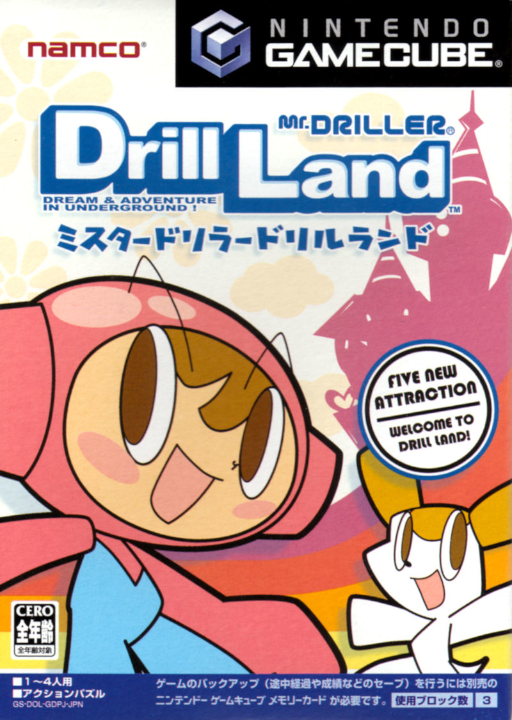 namco®
NINTENDO
GAMECUBE®
Mr.DRILLER®
Drill Land™
DREAM & ADVENTURE
IN UNDERGROUND!
ミスタードリラードリルランド
FIVE NEW
ATTRACTION
WELCOME TO
DRILL LAND!
CERO
全年齢
全年齢対象
■1〜4人用
■アクションパズル
GS-DOL-GDPJ-JPN
ゲームのバックアップ(途中経過や成績などのセーブ)を行うには別売の
ニンテンドーゲームキューブ メモリーカードが必要です。 使用ブロック数 3